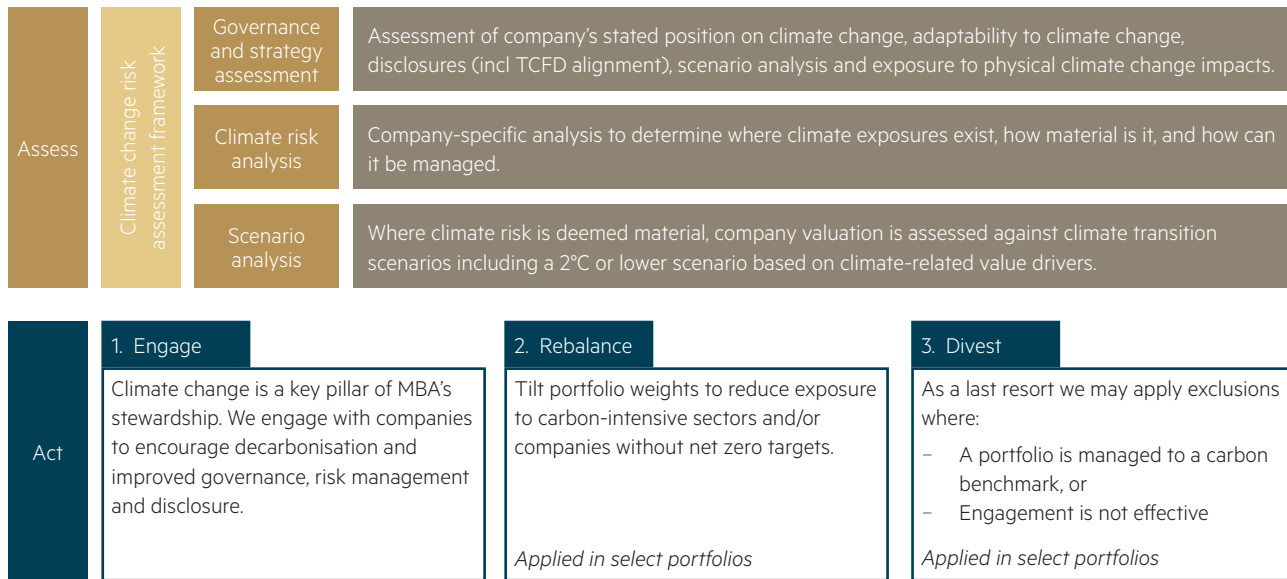 Assess
Climate change risk
assessment framework
Governance
and strategy
assessment
Assessment of company's stated position on climate change, adaptability to climate change,
disclosures (incl TCFD alignment), scenario analysis and exposure to physical climate change impacts.
Climate risk
analysis
Company-specific analysis to determine where climate exposures exist, how material is it, and how can
it be managed.
Scenario
analysis
Where climate risk is deemed material, company valuation is assessed against climate transition
scenarios including a 2°C or lower scenario based on climate-related value drivers.
Act
1. Engage
Climate change is a key pillar of MBA's
stewardship. We engage with companies
to encourage decarbonisation and
improved governance, risk management
and disclosure.
2. Rebalance
Tilt portfolio weights to reduce exposure
to carbon-intensive sectors and/or
companies without net zero targets.
Applied in select portfolios
3. Divest
As a last resort we may apply exclusions
where:
– A portfolio is managed to a carbon
benchmark, or
– Engagement is not effective
Applied in select portfolios